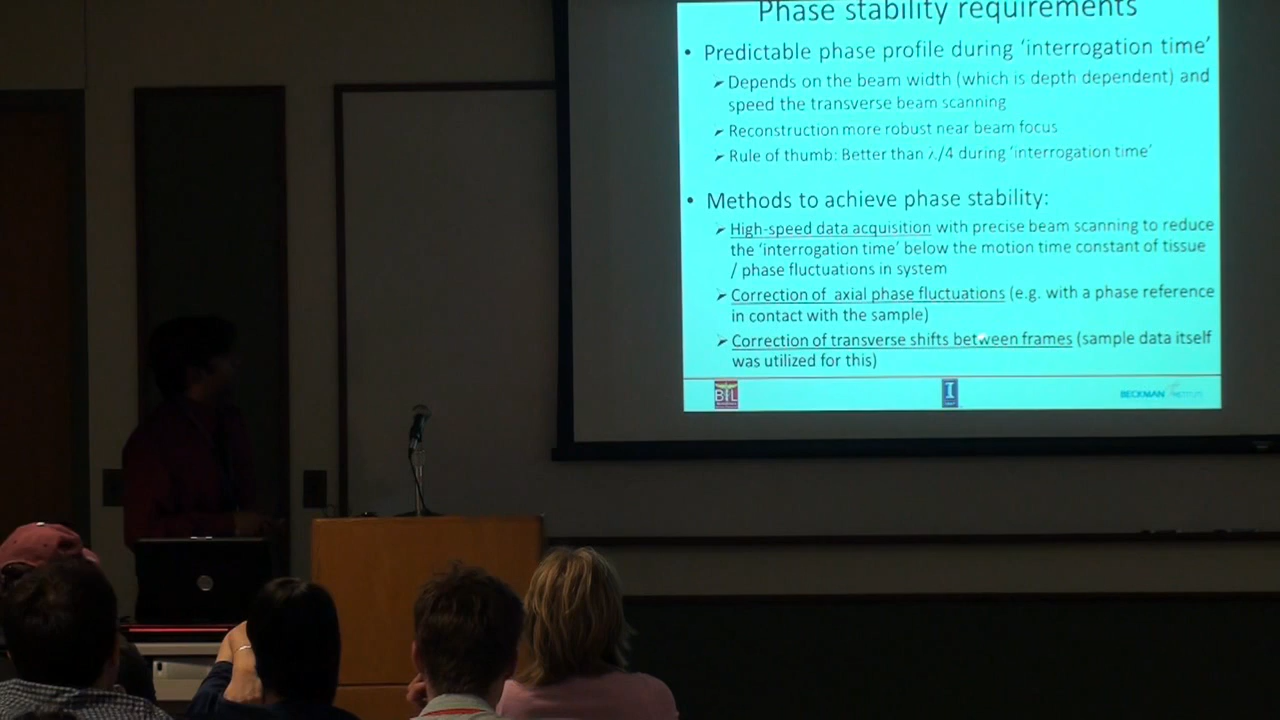 Phase stability requirements
• Predictable phase profile during ‘interrogation time’
➢ Depends on the beam width (which is depth dependent) and
speed the transverse beam scanning
➢ Reconstruction more robust near beam focus
➢ Rule of thumb: Better than λ/4 during ‘interrogation time’
• Methods to achieve phase stability:
➢ High-speed data acquisition with precise beam scanning to reduce
the ‘interrogation time’ below the motion time constant of tissue
/ phase fluctuations in system
➢ Correction of axial phase fluctuations (e.g. with a phase reference
in contact with the sample)
➢ Correction of transverse shifts between frames (sample data itself
was utilized for this)
BIL
I
BECKMAN INSTITUTE